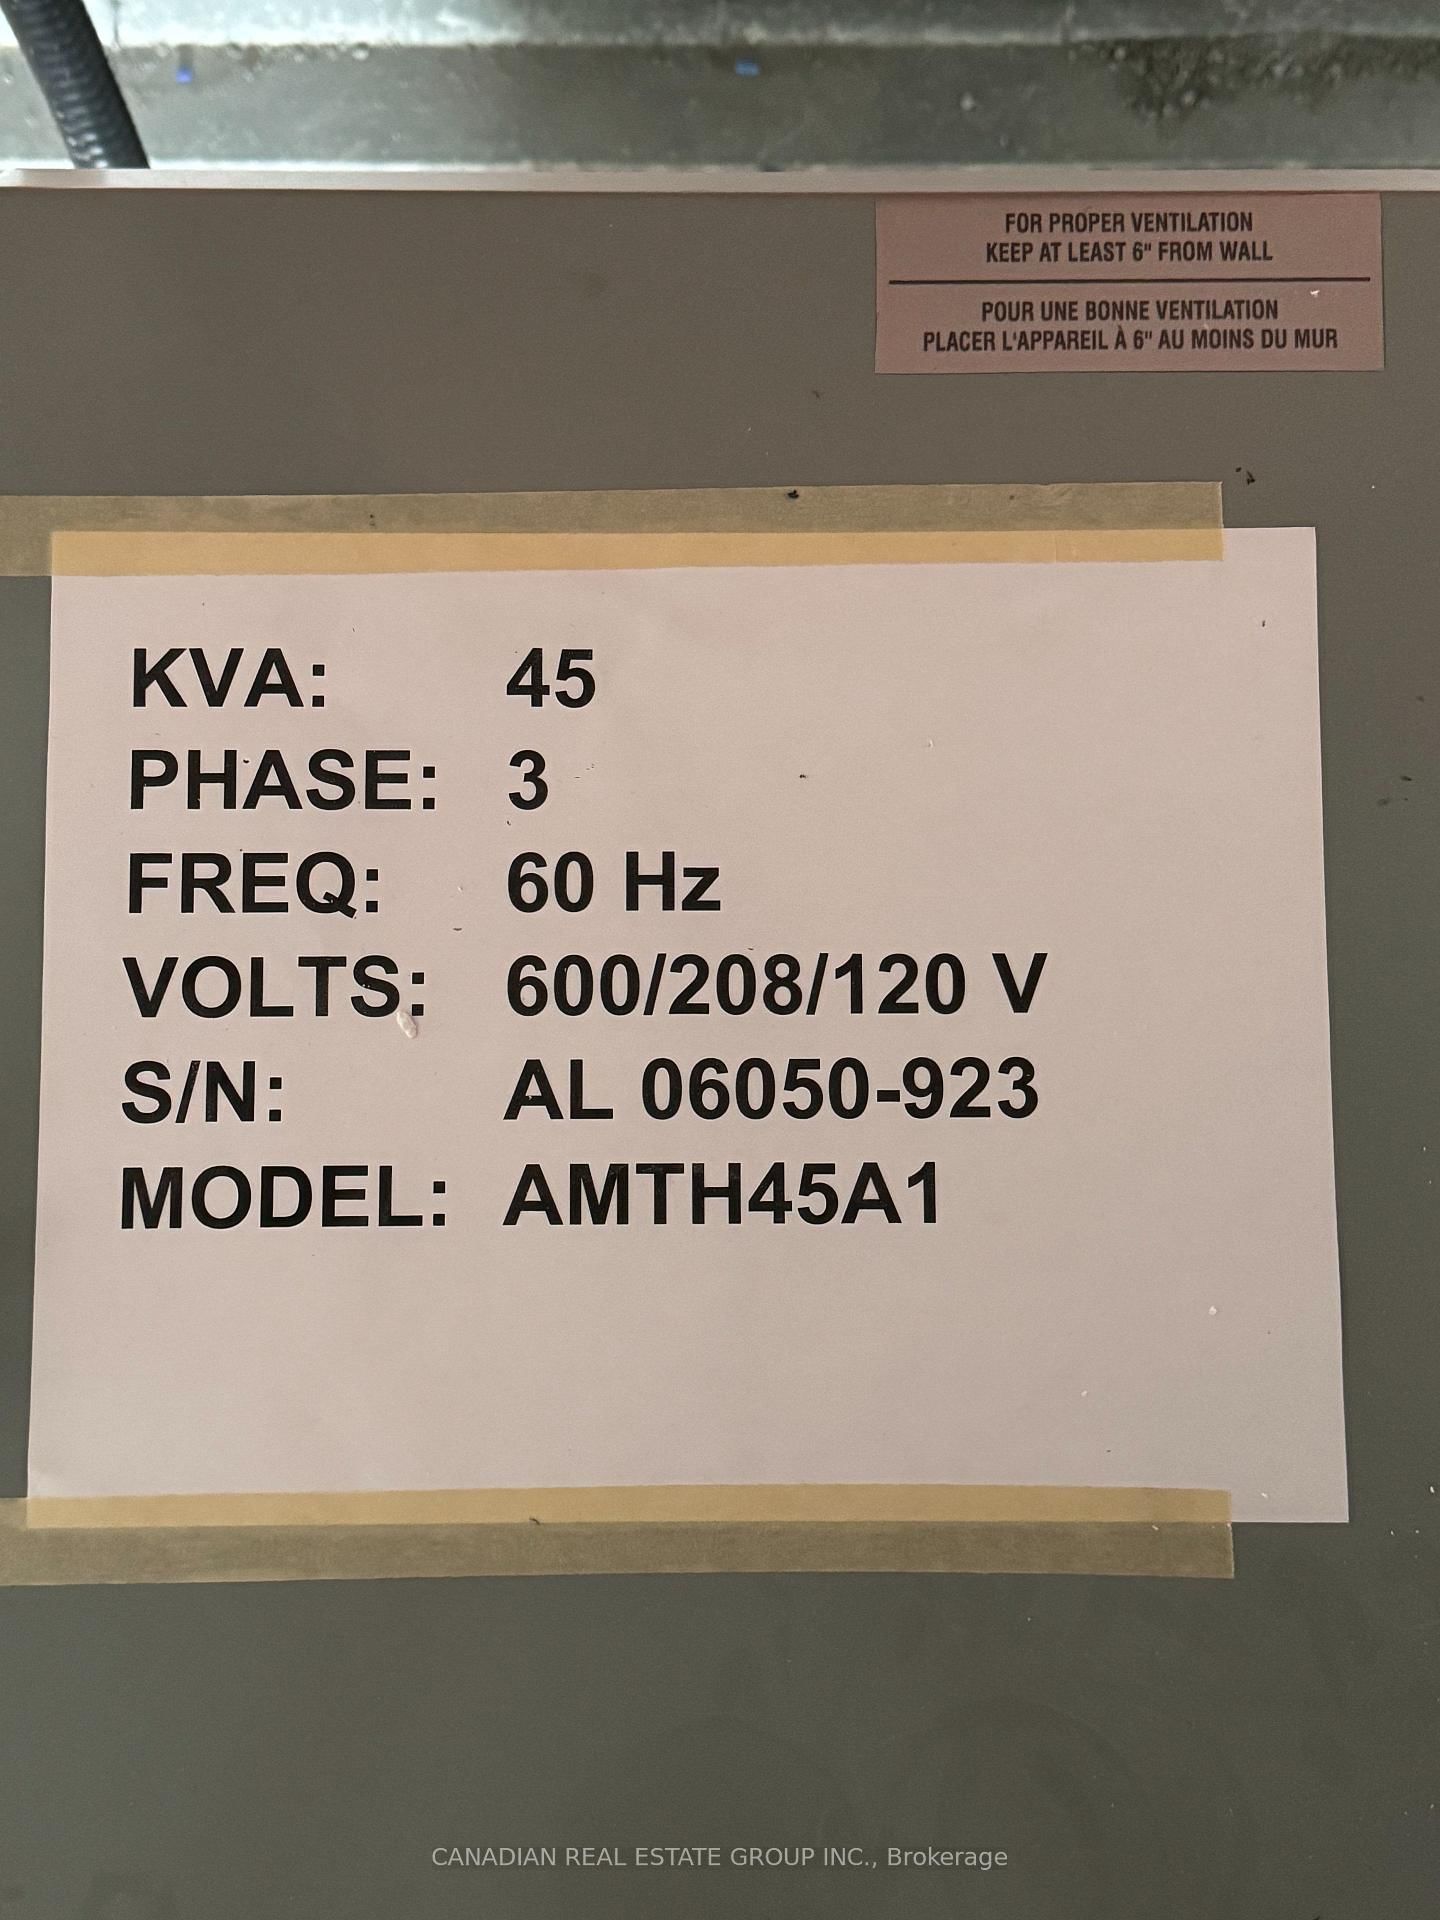 FOR PROPER VENTILATION
KEEP AT LEAST 6" FROM WALL
POUR UNE BONNE VENTILATION
PLACER L'APPAREIL À 6" AU MOINS DU MUR
KVA: 45
PHASE: 3
FREQ: 60 Hz
VOLTS: 600/208/120 V
S/N: AL 06050-923
MODEL: AMTH45A1
CANADIAN REAL ESTATE GROUP INC., Brokerage